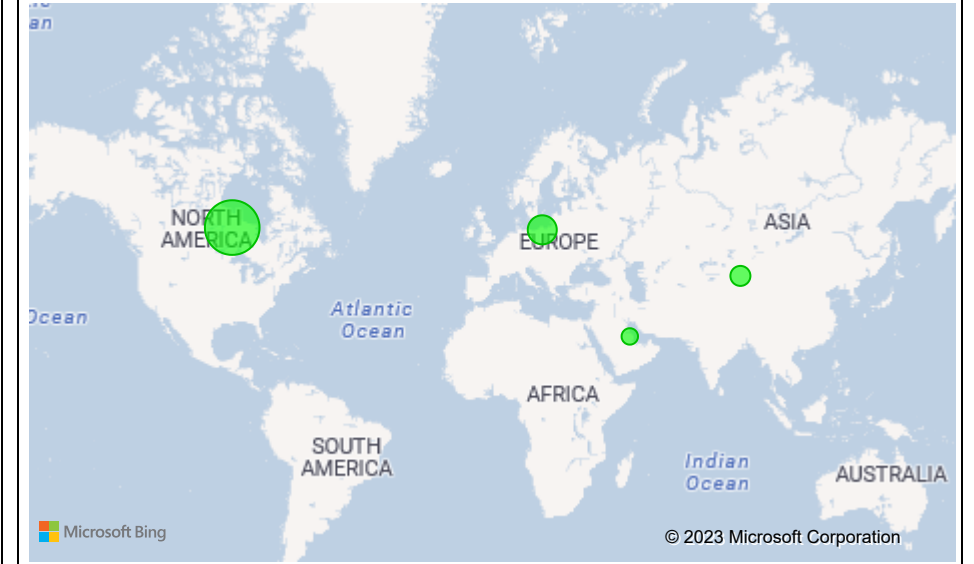 ic
an
NORTH
AMERICA
ASIA
EUROPE
Atlantic
Ocean
Ocean
AFRICA
SOUTH
AMERICA
Indian
Ocean
AUSTRALIA
Microsoft Bing
© 2023 Microsoft Corporation